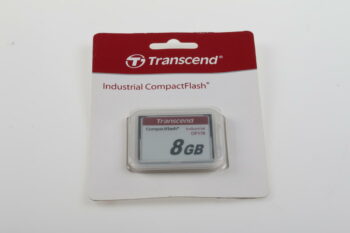 Transcend
Industrial CompactFlash®
Transcend
CompactFlash® Industrial
8GB